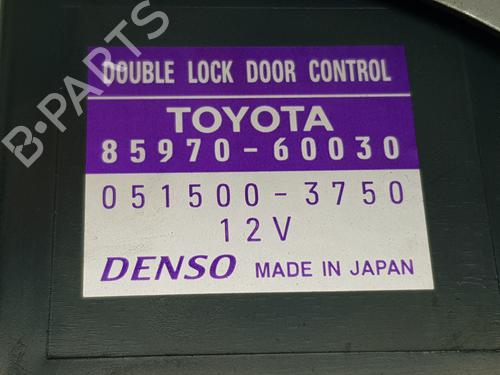 DOUBLE LOCK DOOR CONTROL
TOYOTA
85970-60030
051500-3750
12V
DENSO MADE IN JAPAN
B-PARTS